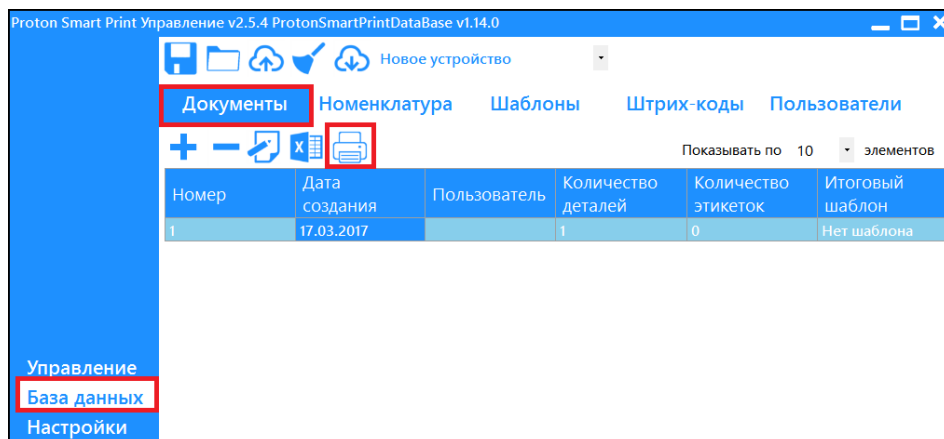 Proton Smart Print Управление v2.5.4 ProtonSmartPrintDataBase v1.14.0
Новое устройство
Документы Номенклатура Шаблоны Штрих-коды Пользователи
Показывать по 10 элементов
Номер Дата создания Пользователь Количество деталей Количество этикеток Итоговый шаблон
1 17.03.2017 1 0 Нет шаблона
Управление
База данных
Настройки